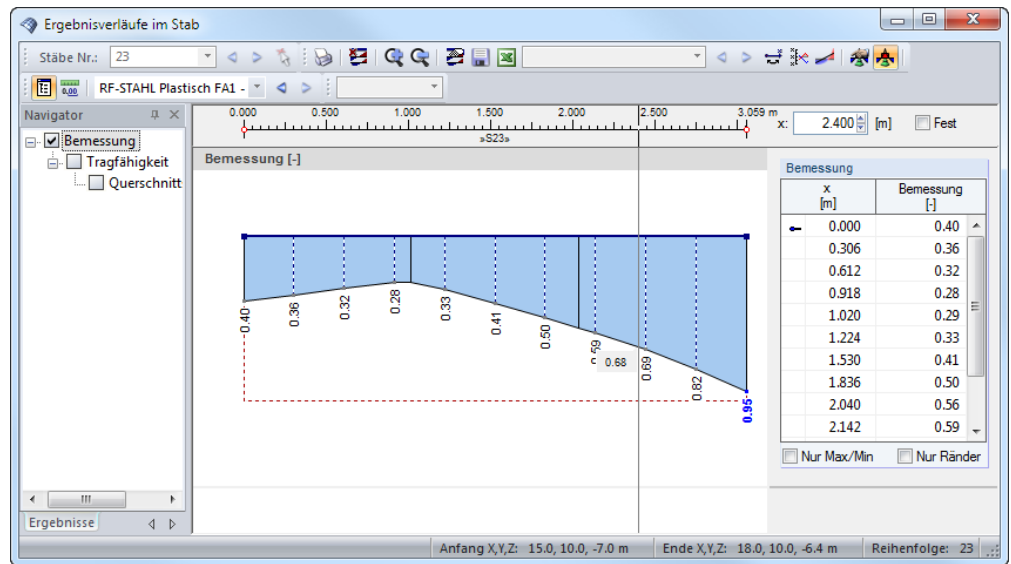 Ergebnisverläufe im Stab
Stäbe Nr.: 23
RF-STAHL Plastisch FA1 -
Navigator
Bemessung
Tragfähigkeit
Querschnitt
Ergebnisse
0.000 0.500 1.000 1.500 2.000 2.500 3.059 m
»S23»
Bemessung [-]
0.40 0.36 0.32 0.28 0.33 0.41 0.50 0.59 0.68 0.69 0.82 0.95
x: 2.400 [m] Fest
Bemessung
x Bemessung
[m] [-]
0.000 0.40
0.306 0.36
0.612 0.32
0.918 0.28
1.020 0.29
1.224 0.33
1.530 0.41
1.836 0.50
2.040 0.56
2.142 0.59
Nur Max/Min Nur Ränder
Anfang X,Y,Z: 15.0, 10.0, -7.0 m Ende X,Y,Z: 18.0, 10.0, -6.4 m Reihenfolge: 23